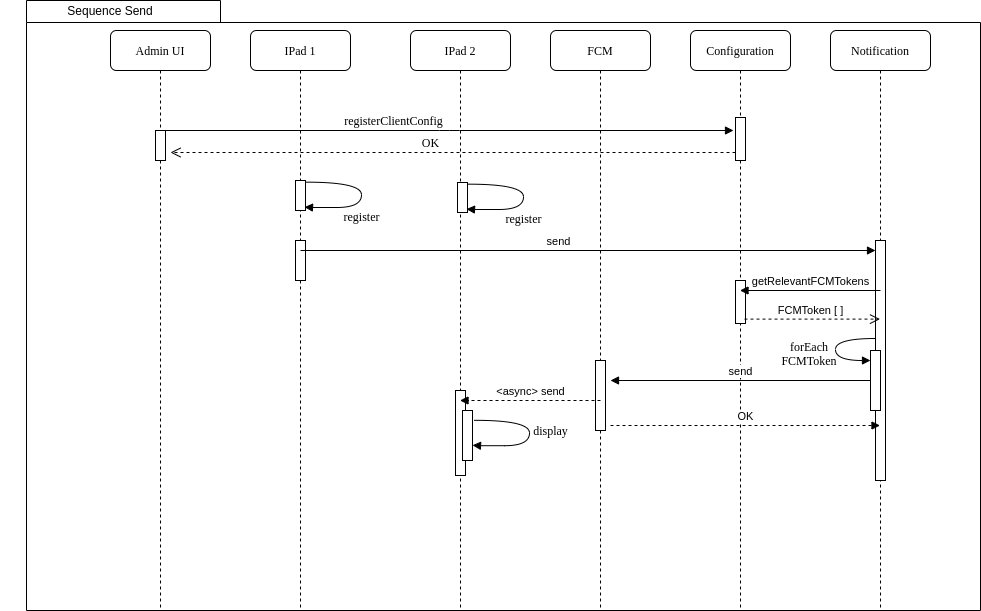 Sequence Send
Admin UI
IPad 1
IPad 2
FCM
Configuration
Notification
registerClientConfig
OK
register
register
send
getRelevantFCMTokens
FCMToken [ ]
forEach
FCMToken
send
<async> send
OK
display